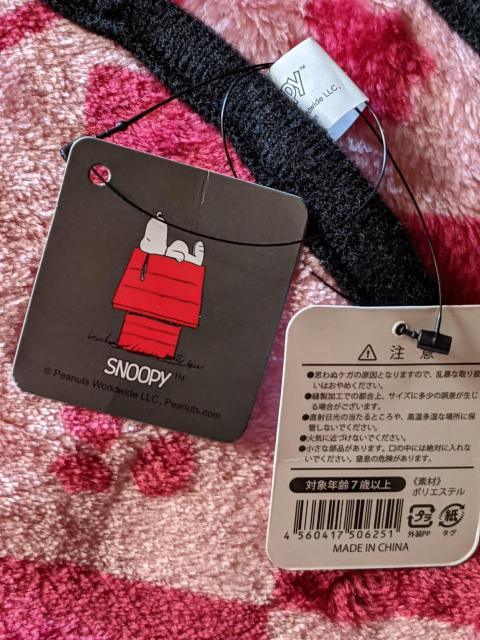 PY™
wide LLC,
SNOOPY™
© Peanuts Worldwide LLC, Peanuts.com
⚠ 注 意
●思わぬケガの原因となりますので、乱暴な取り扱
いはおやめください。
●縫製加工での都合上、サイズに多少の誤差が生じ
る場合がございます。
●直射日光の当たるところや、高温多湿な場所に保
管しないでください。
●火気に近づけないでください。
●小さな部品があります。口の中には絶対に入れな
いでください。窒息の危険があります。
対象年齢7歳以上
《素材》
ポリエステル
4 560417 506251
プラ
外装PP
紙
タグ
MADE IN CHINA